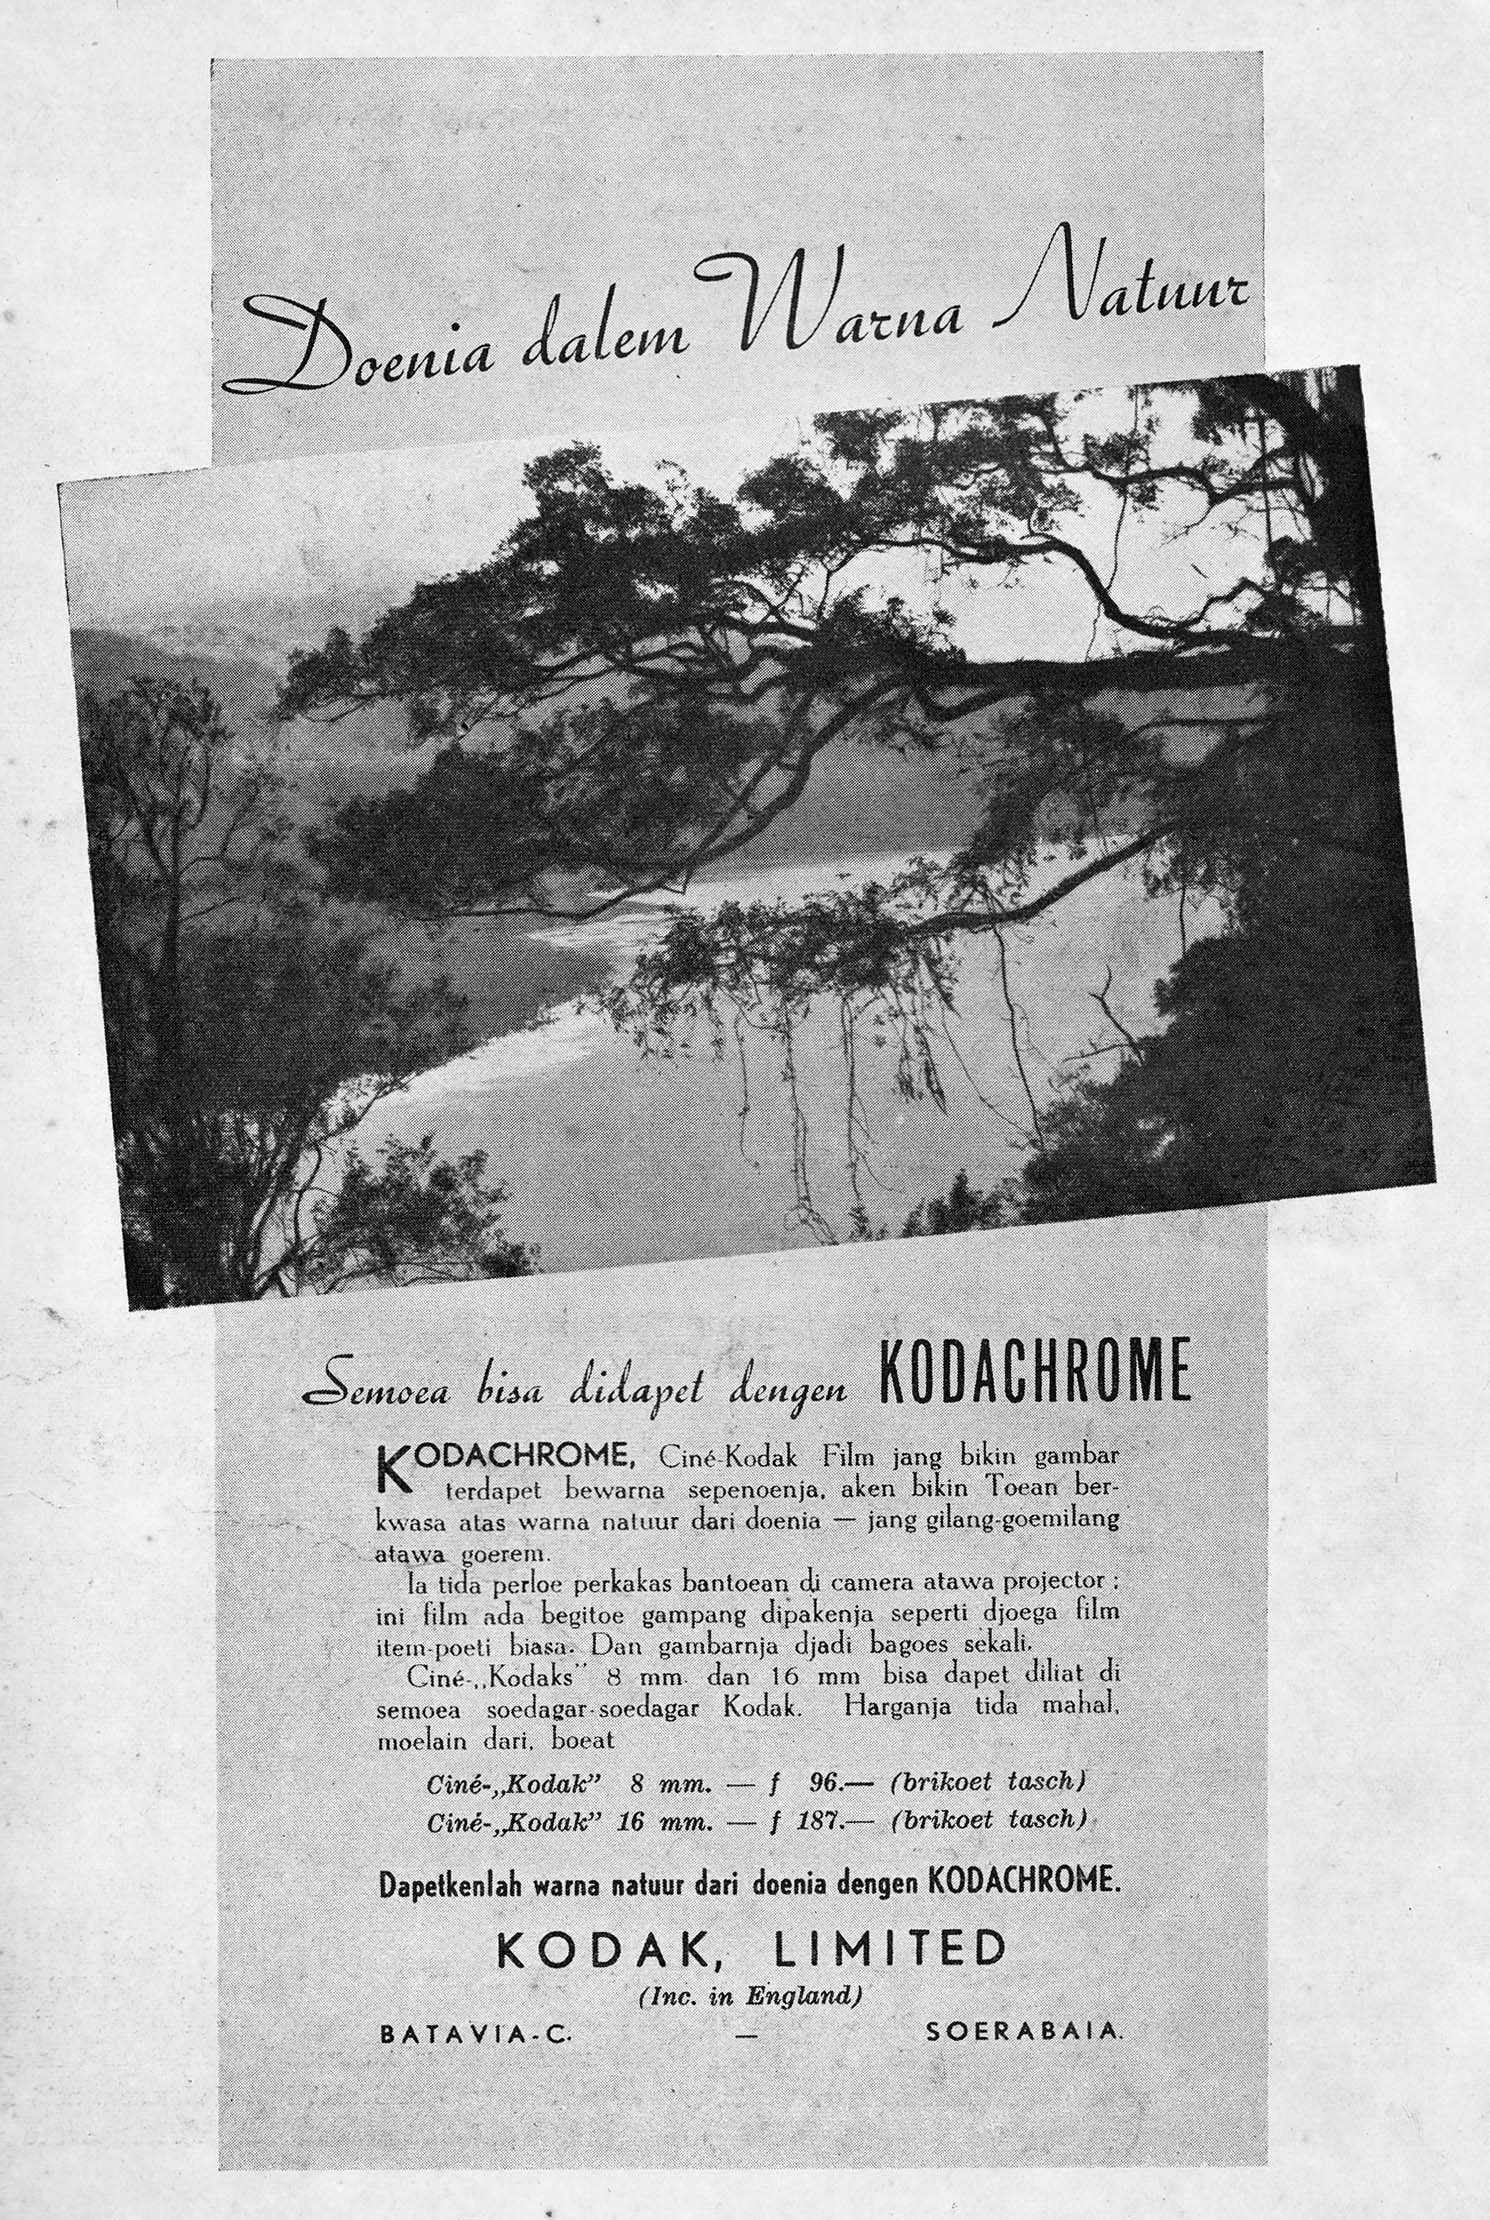 Doenia dalem Warna Natuur
Semoea bisa didapet dengen KODACHROME
KODACHROME, Ciné-Kodak Film jang bikin gambar
terdapet bewarna sepenoenja, aken bikin Toean ber-
kwasa atas warna natuur dari doenia — jang gilang-goemilang
atawa goerem.
Ia tida perloe perkakas bantoean di camera atawa projector ;
ini film ada begitoe gampang dipakenja seperti djoega film
item-poeti biasa. Dan gambarnja djadi bagoes sekali.
Ciné-„Kodaks” 8 mm. dan 16 mm bisa dapet diliat di
semoea soedagar-soedagar Kodak. Harganja tida mahal,
moelain dari, boeat
Ciné-„Kodak” 8 mm. — f 96.— (brikoet tasch)
Ciné-„Kodak” 16 mm. — f 187.— (brikoet tasch)
Dapetkenlah warna natuur dari doenia dengen KODACHROME.
KODAK, LIMITED
(Inc. in England)
BATAVIA-C. — SOERABAIA.